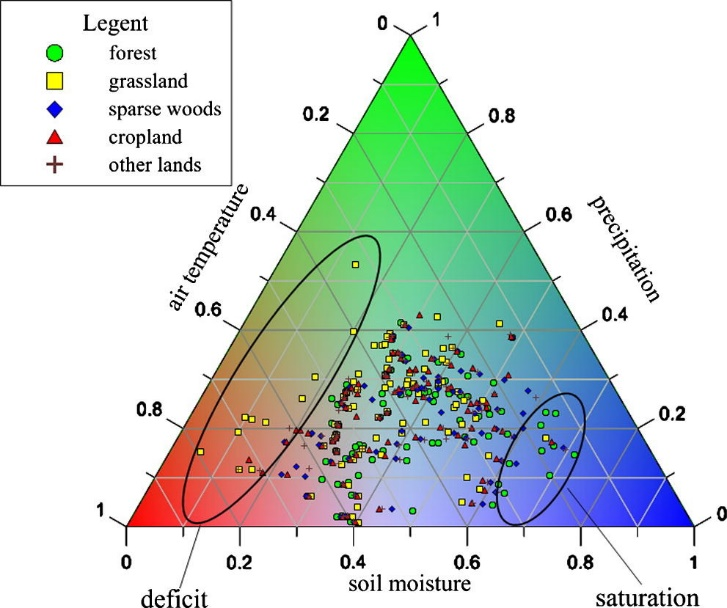 Legent
forest
grassland
sparse woods
cropland
other lands
0 1
0.2 0.8
0.4 0.6
0.6 0.4
0.8 0.2
1 0
air temperature
precipitation
0 0.2 0.4 0.6 0.8 1
soil moisture
deficit
saturation